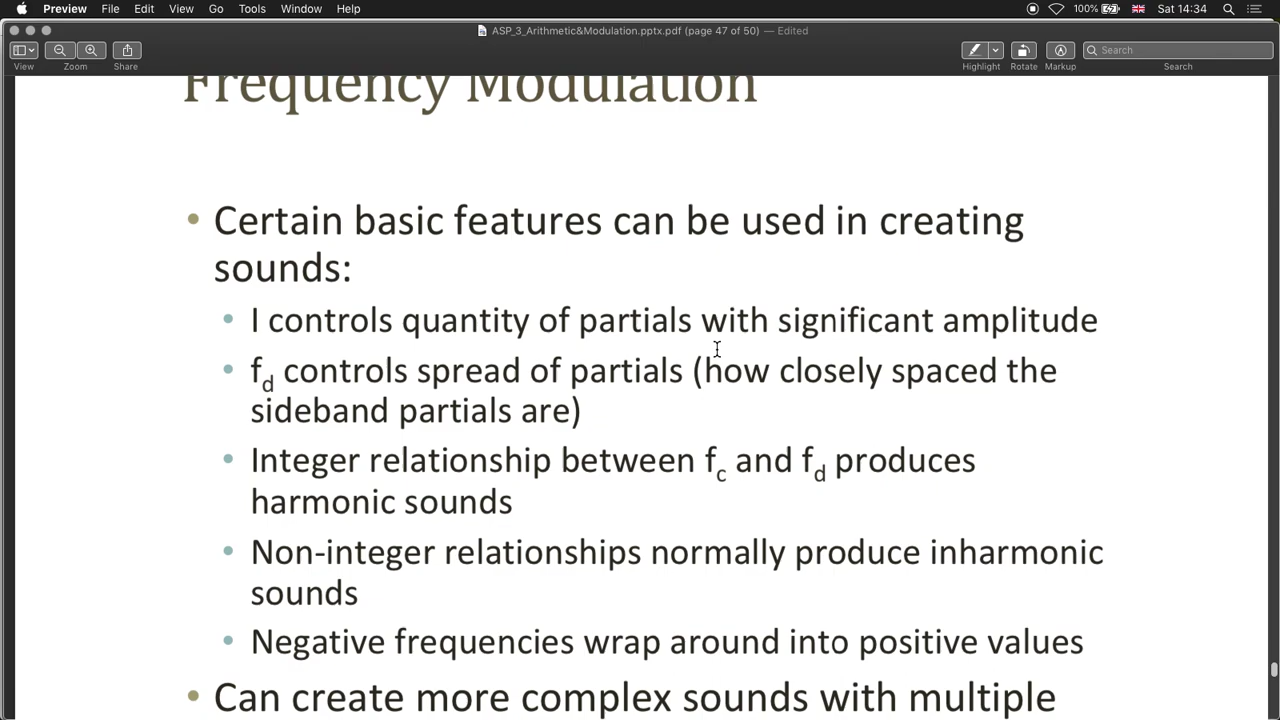 Preview File Edit View Go Tools Window Help 100% Sat 14:34
ASP_3_Arithmetic&Modulation.pptx.pdf (page 47 of 50) — Edited
Search
View Zoom Share Highlight Rotate Markup Search
Frequency Modulation
• Certain basic features can be used in creating
sounds:
• I controls quantity of partials with significant amplitude
• fd controls spread of partials (how closely spaced the
sideband partials are)
• Integer relationship between fc and fd produces
harmonic sounds
• Non-integer relationships normally produce inharmonic
sounds
• Negative frequencies wrap around into positive values
• Can create more complex sounds with multiple